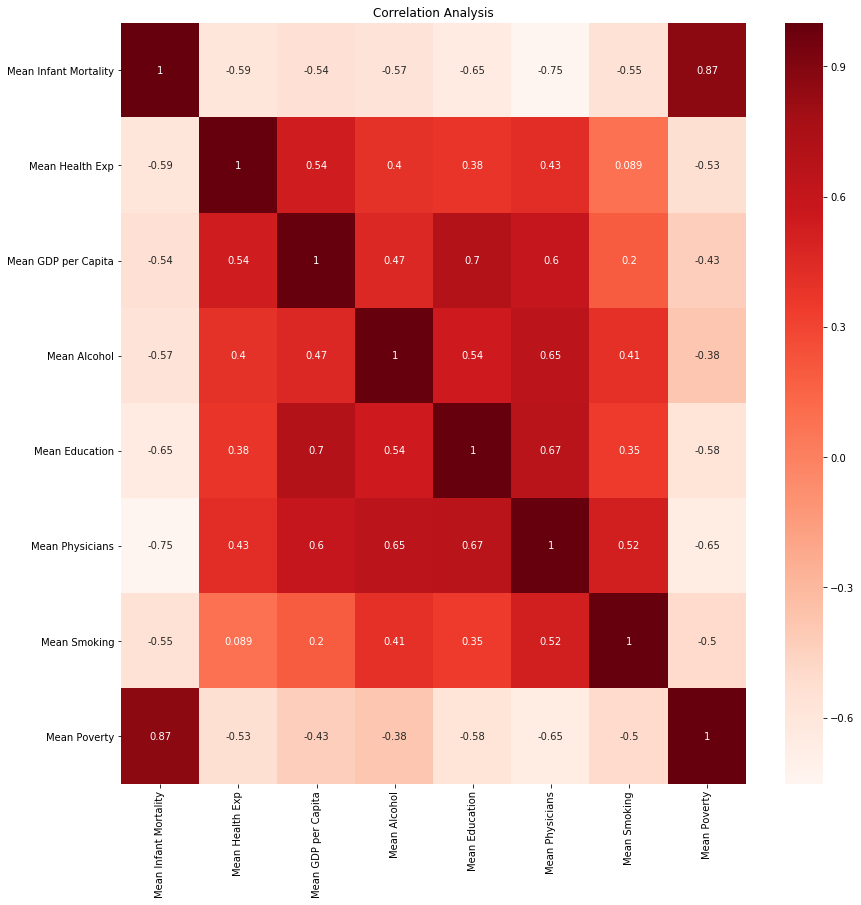 Correlation Analysis
Mean Infant Mortality 1 -0.59 -0.54 -0.57 -0.65 -0.75 -0.55 0.87
Mean Health Exp -0.59 1 0.54 0.4 0.38 0.43 0.089 -0.53
Mean GDP per Capita -0.54 0.54 1 0.47 0.7 0.6 0.2 -0.43
Mean Alcohol -0.57 0.4 0.47 1 0.54 0.65 0.41 -0.38
Mean Education -0.65 0.38 0.7 0.54 1 0.67 0.35 -0.58
Mean Physicians -0.75 0.43 0.6 0.65 0.67 1 0.52 -0.65
Mean Smoking -0.55 0.089 0.2 0.41 0.35 0.52 1 -0.5
Mean Poverty 0.87 -0.53 -0.43 -0.38 -0.58 -0.65 -0.5 1
Mean Infant Mortality
Mean Health Exp
Mean GDP per Capita
Mean Alcohol
Mean Education
Mean Physicians
Mean Smoking
Mean Poverty
0.9
0.6
0.3
0.0
−0.3
−0.6